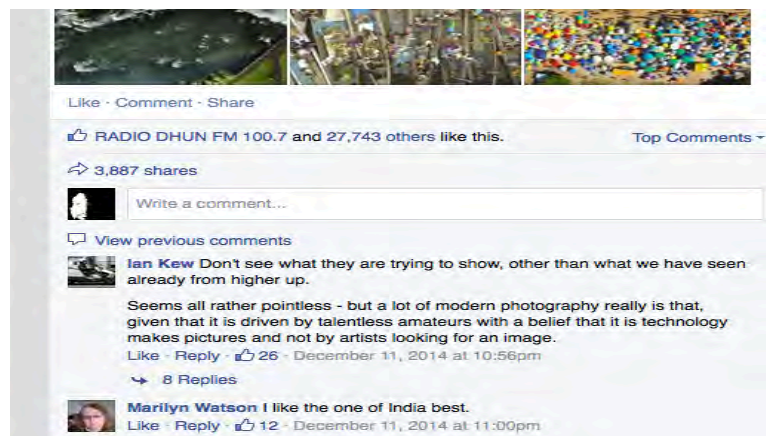 Like · Comment · Share
RADIO DHUN FM 100.7 and 27,743 others like this.
Top Comments
3,887 shares
Write a comment...
View previous comments
Ian Kew Don't see what they are trying to show, other than what we have seen
already from higher up.
Seems all rather pointless - but a lot of modern photography really is that,
given that it is driven by talentless amateurs with a belief that it is technology
makes pictures and not by artists looking for an image.
Like · Reply · 26 · December 11, 2014 at 10:56pm
8 Replies
Marilyn Watson I like the one of India best.
Like · Reply · 12 · December 11, 2014 at 11:00pm